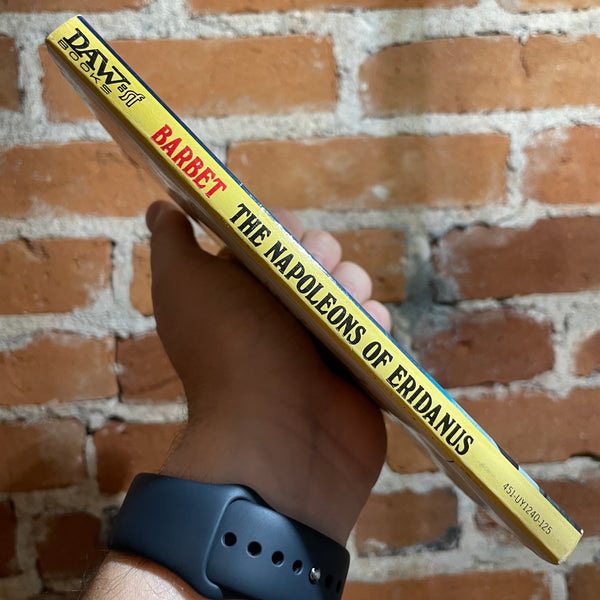 DAW
BOOKS
sf
BARBET
THE NAPOLEONS OF ERIDANUS
451-UY1240-125